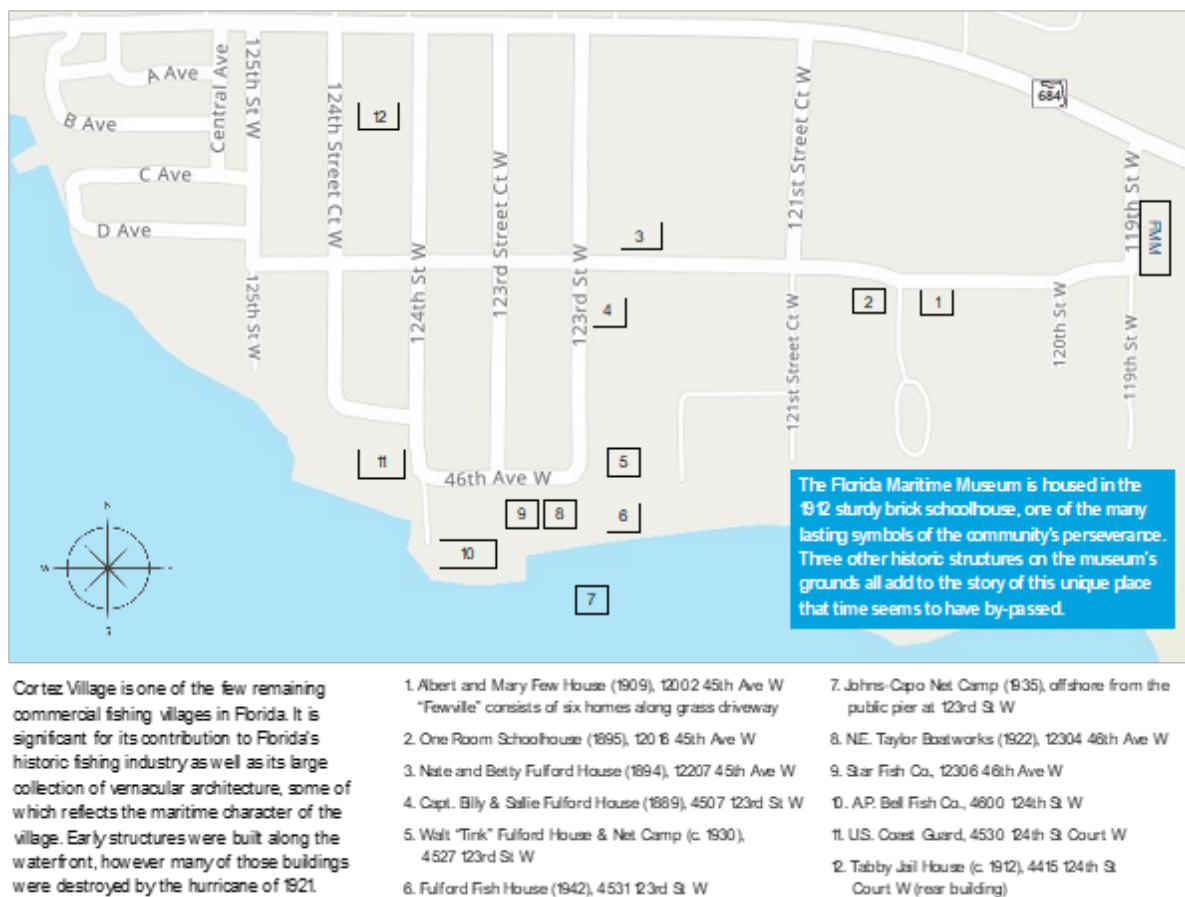 A Ave
B Ave
Central Ave
C Ave
D Ave
125th St W
125th St W
124th Street Ct W
12
124th St W
123rd Street Ct W
123rd St W
121st Street Ct W
121st Street Ct W
684
119th St W
FMM
3
4
2
1
120th St W
119th St W
11
46th Ave W
5
9
8
6
10
7
N
W
S
The Florida Maritime Museum is housed in the
1912 sturdy brick schoolhouse, one of the many
lasting symbols of the community's perseverance.
Three other historic structures on the museum's
grounds all add to the story of this unique place
that time seems to have by-passed.
Cortez Village is one of the few remaining
commercial fishing villages in Florida. It is
significant for its contribution to Florida's
historic fishing industry as well as its large
collection of vernacular architecture, some of
which reflects the maritime character of the
village. Early structures were built along the
waterfront, however many of those buildings
were destroyed by the hurricane of 1921.
1. Albert and Mary Few House (1909), 12002 45th Ave W
"Fewville" consists of six homes along grass driveway
2. One Room Schoolhouse (1895), 12016 45th Ave W
3. Nate and Betty Fulford House (1894), 12207 45th Ave W
4. Capt. Billy & Sallie Fulford House (1889), 4507 123rd St W
5. Walt "Tink" Fulford House & Net Camp (c. 1930),
4527 123rd St W
6. Fulford Fish House (1942), 4531 123rd St. W
7. Johns-Capo Net Camp (1935), offshore from the
public pier at 123rd St W
8. N.E. Taylor Boatworks (1922), 12304 46th Ave W
9. Star Fish Co., 12306 46th Ave W
10. A.P. Bell Fish Co., 4600 124th St W
11. U.S. Coast Guard, 4530 124th St Court W
12. Tabby Jail House (c. 1912), 4415 124th St
Court W (rear building)